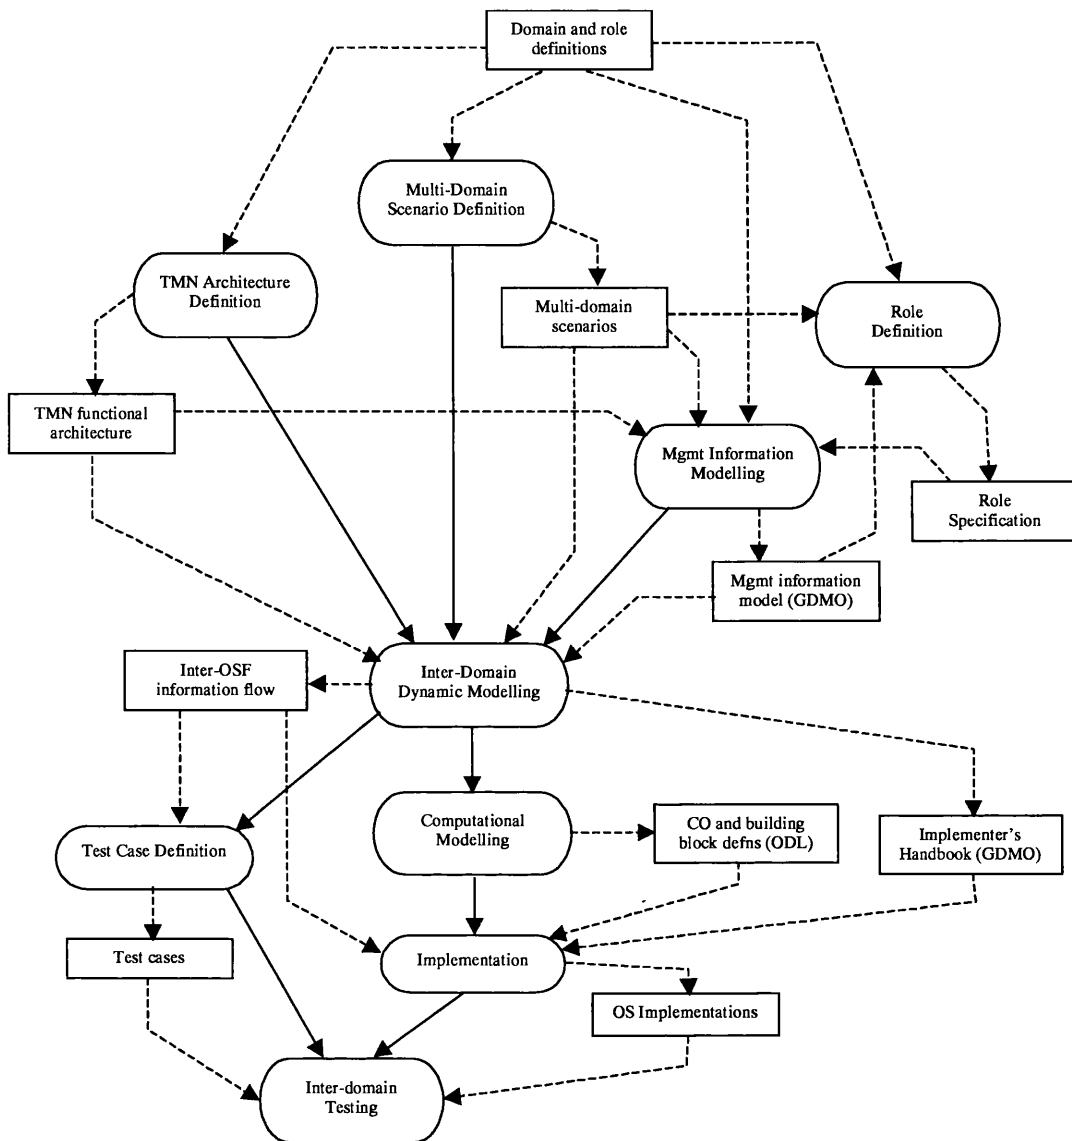 Domain and role
definitions
Multi-Domain
Scenario Definition
TMN Architecture
Definition
Multi-domain
scenarios
Role
Definition
TMN functional
architecture
Mgmt Information
Modelling
Role
Specification
Mgmt information
model (GDMO)
Inter-OSF
information flow
Inter-Domain
Dynamic Modelling
Test Case Definition
Computational
Modelling
CO and building
block defns (ODL)
Implementer's
Handbook (GDMO)
Test cases
Implementation
OS Implementations
Inter-domain
Testing